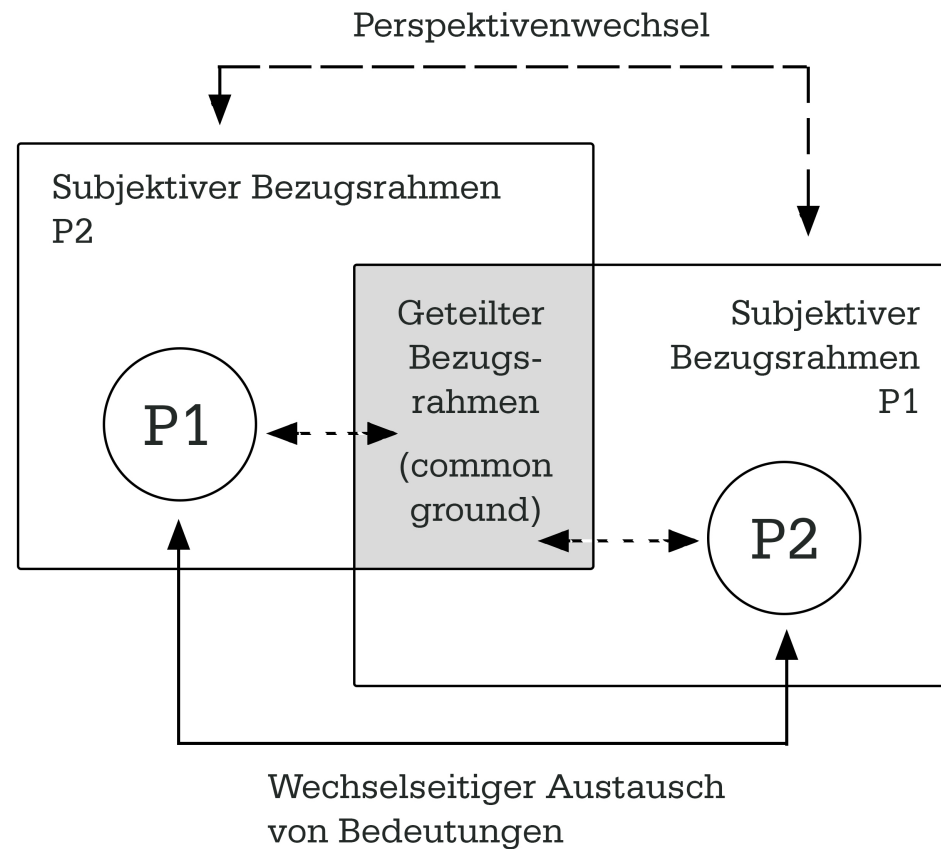 Perspektivenwechsel
Subjektiver Bezugsrahmen
P2
Geteilter
Bezugs-
rahmen
(common
ground)
Subjektiver
Bezugsrahmen
P1
P1
P2
Wechselseitiger Austausch
von Bedeutungen